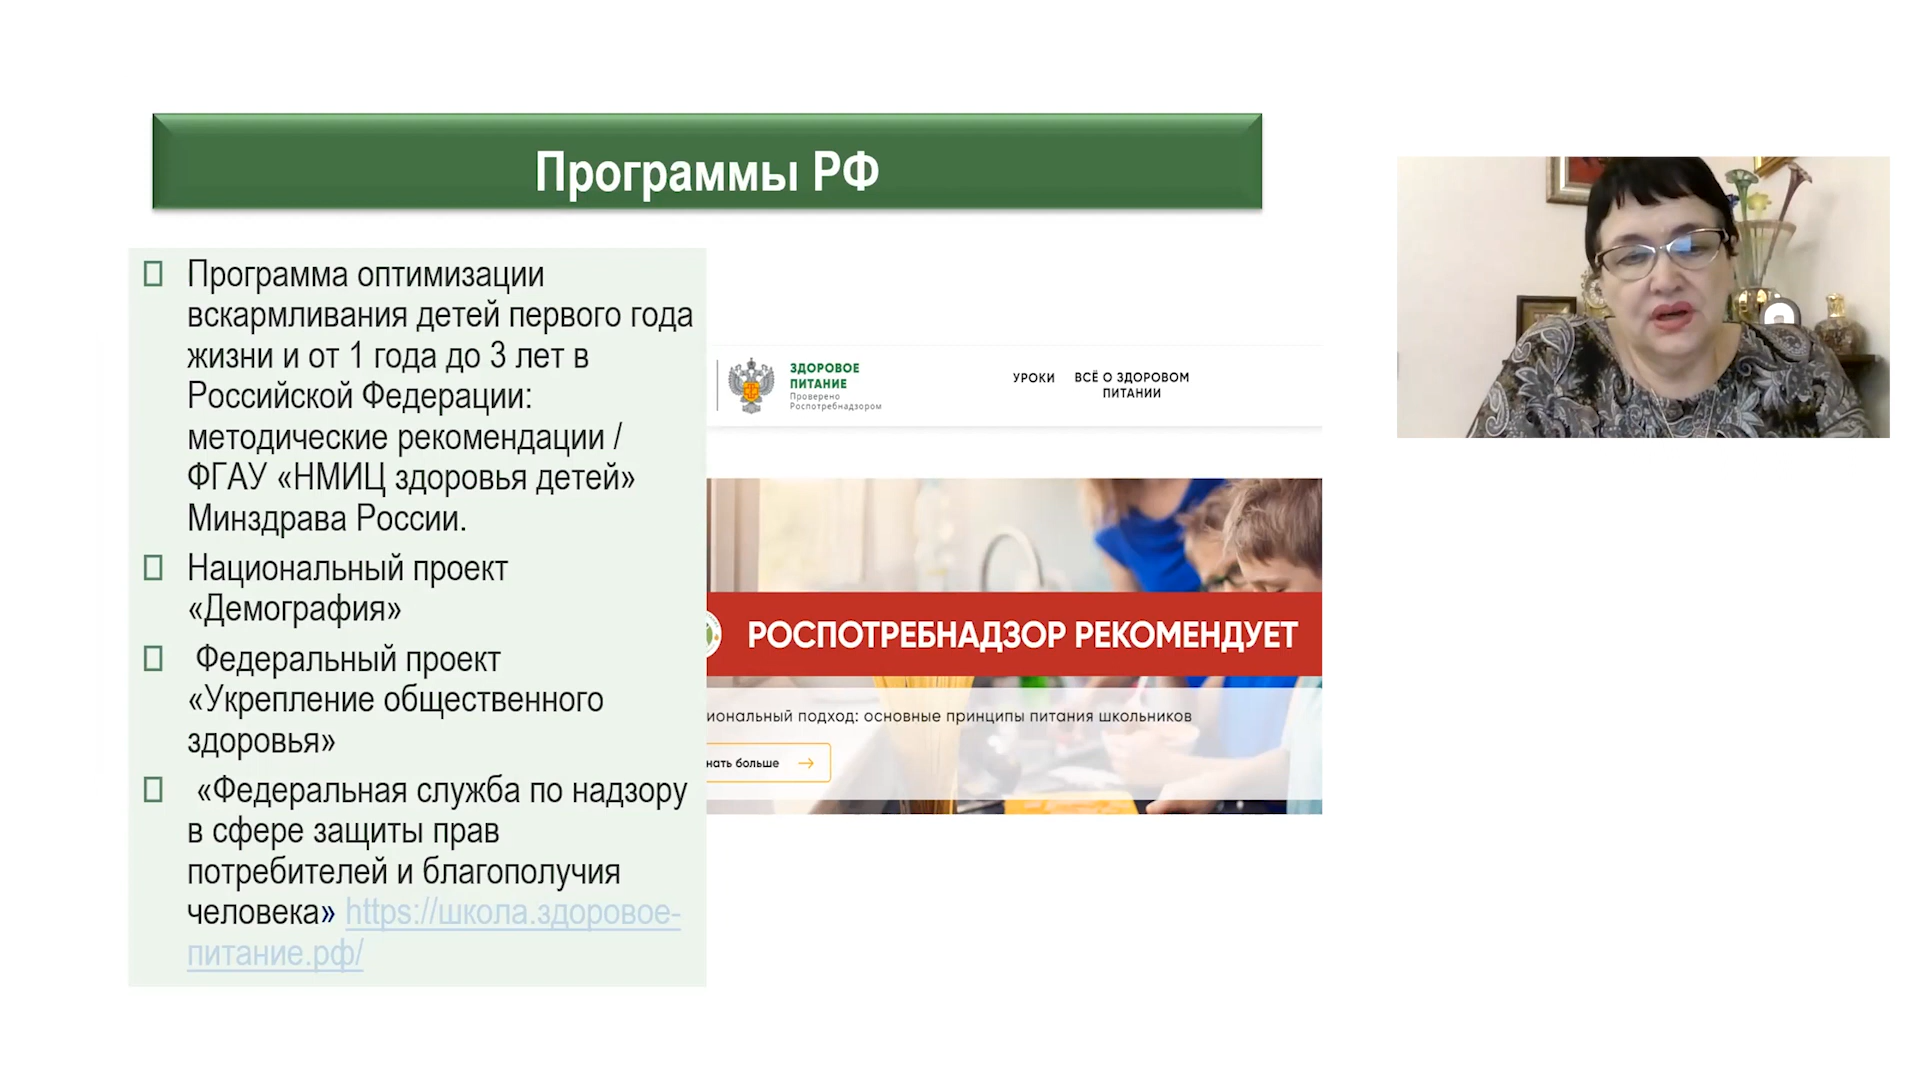 Программы РФ
Программа оптимизации
вскармливания детей первого года
жизни и от 1 года до 3 лет в
Российской Федерации:
методические рекомендации /
ФГАУ «НМИЦ здоровья детей»
Минздрава России.
Национальный проект
«Демография»
Федеральный проект
«Укрепление общественного
здоровья»
«Федеральная служба по надзору
в сфере защиты прав
потребителей и благополучия
человека» https://школа.здоровое-
питание.рф/
ЗДОРОВОЕ
ПИТАНИЕ
Проверено
Роспотребнадзором
УРОКИ
ВСЁ О ЗДОРОВОМ
ПИТАНИИ
РОСПОТРЕБНАДЗОР РЕКОМЕНДУЕТ
иональный подход: основные принципы питания школьников
нать больше